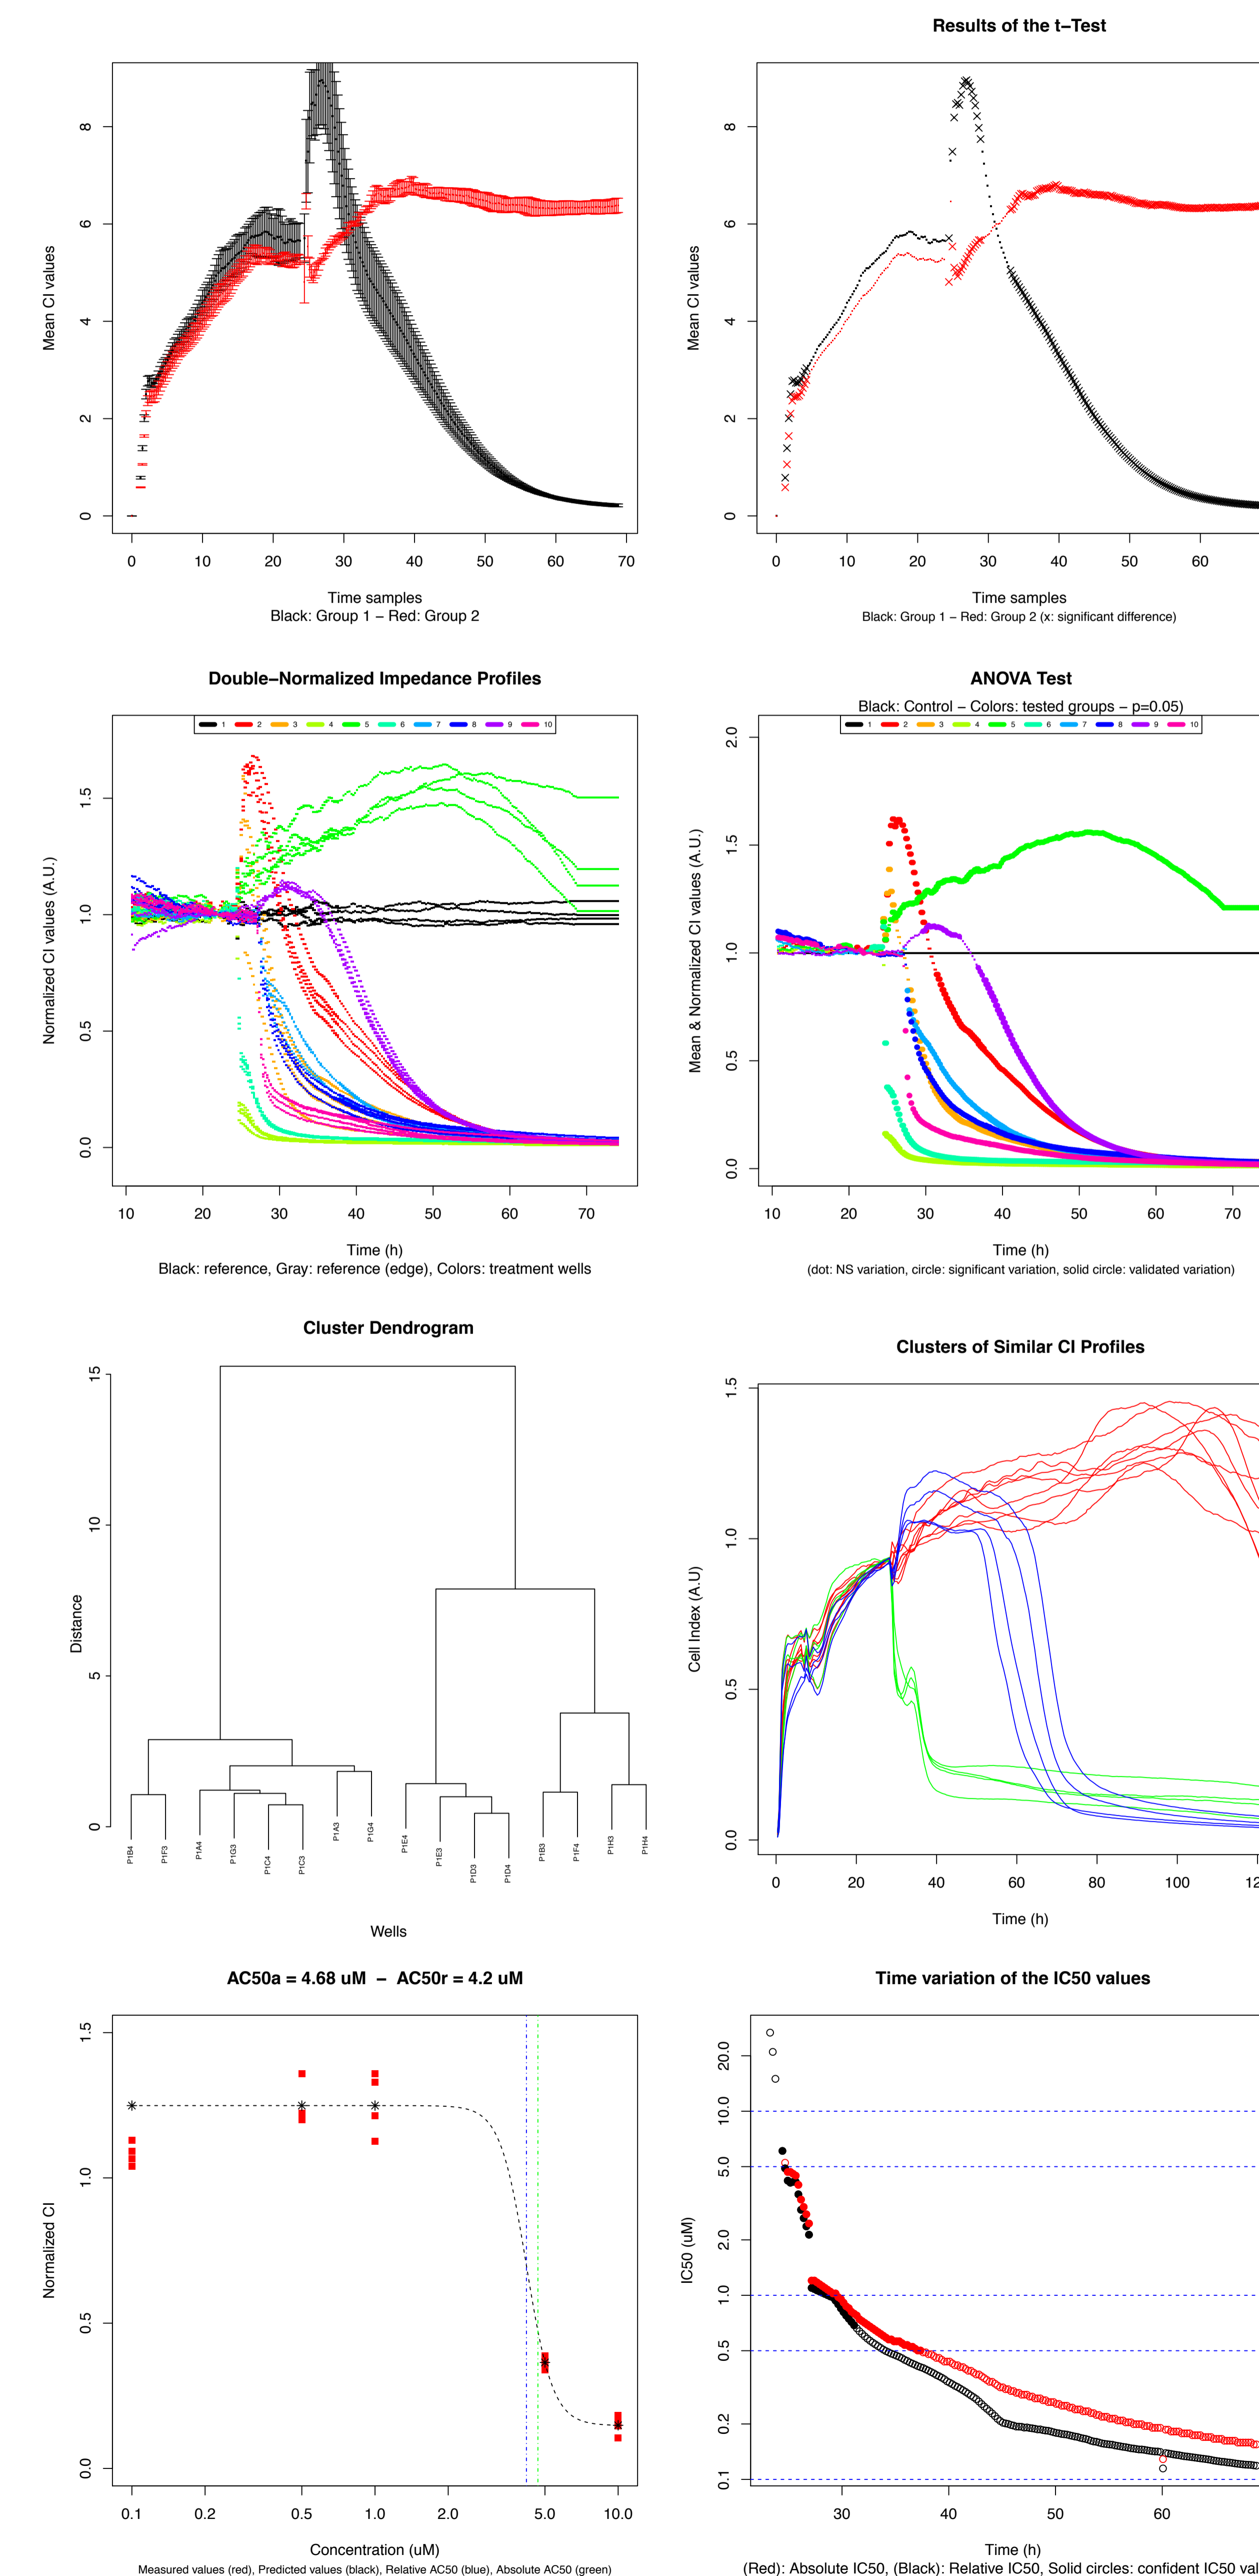 Results of the t−Test
Mean CI values
8
6
4
2
0
0 10 20 30 40 50 60 70
Time samples
Black: Group 1 − Red: Group 2
Mean CI values
8
6
4
2
0
0 10 20 30 40 50 60
Time samples
Black: Group 1 − Red: Group 2 (x: significant difference)
Double−Normalized Impedance Profiles
1 2 3 4 5 6 7 8 9 10
Normalized CI values (A.U.)
1.5
1.0
0.5
0.0
10 20 30 40 50 60 70
Time (h)
Black: reference, Gray: reference (edge), Colors: treatment wells
ANOVA Test
Black: Control − Colors: tested groups − p=0.05)
1 2 3 4 5 6 7 8 9 10
Mean & Normalized CI values (A.U.)
2.0
1.5
1.0
0.5
0.0
10 20 30 40 50 60 70
Time (h)
(dot: NS variation, circle: significant variation, solid circle: validated variation)
Cluster Dendrogram
Distance
15
10
5
0
P1B4 P1F3 P1A4 P1G3 P1C4 P1C3 P1A3 P1G4 P1E4 P1E3 P1D3 P1D4 P1B3 P1F4 P1H3 P1H4
Wells
Clusters of Similar CI Profiles
Cell Index (A.U)
1.5
1.0
0.5
0.0
0 20 40 60 80 100 12
Time (h)
AC50a = 4.68 uM − AC50r = 4.2 uM
Normalized CI
1.5
1.0
0.5
0.0
0.1 0.2 0.5 1.0 2.0 5.0 10.0
Concentration (uM)
Measured values (red), Predicted values (black), Relative AC50 (blue), Absolute AC50 (green)
Time variation of the IC50 values
IC50 (uM)
20.0
10.0
5.0
2.0
1.0
0.5
0.2
0.1
30 40 50 60
Time (h)
(Red): Absolute IC50, (Black): Relative IC50, Solid circles: confident IC50 val